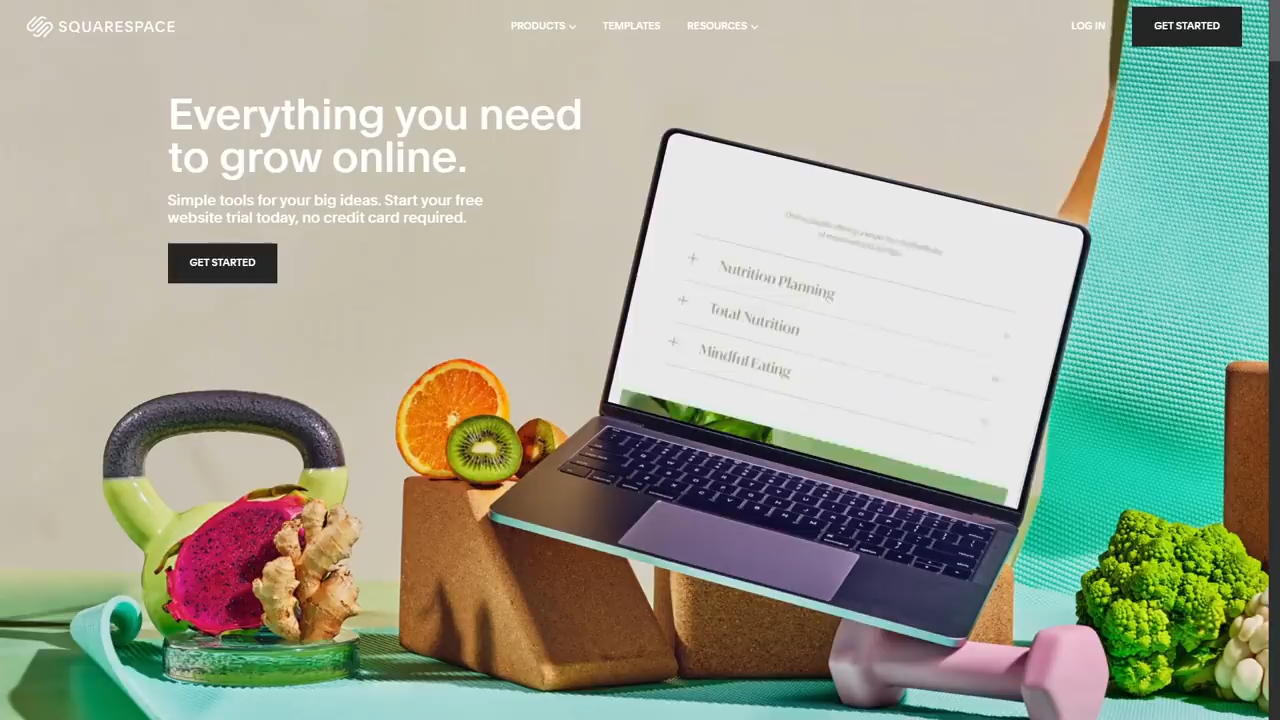 SQUARESPACE
PRODUCTS
TEMPLATES
RESOURCES
LOG IN
GET STARTED
Everything you need
to grow online.
Simple tools for your big ideas. Start your free
website trial today, no credit card required.
GET STARTED
Nutrition Planning
Total Nutrition
Mindful Eating